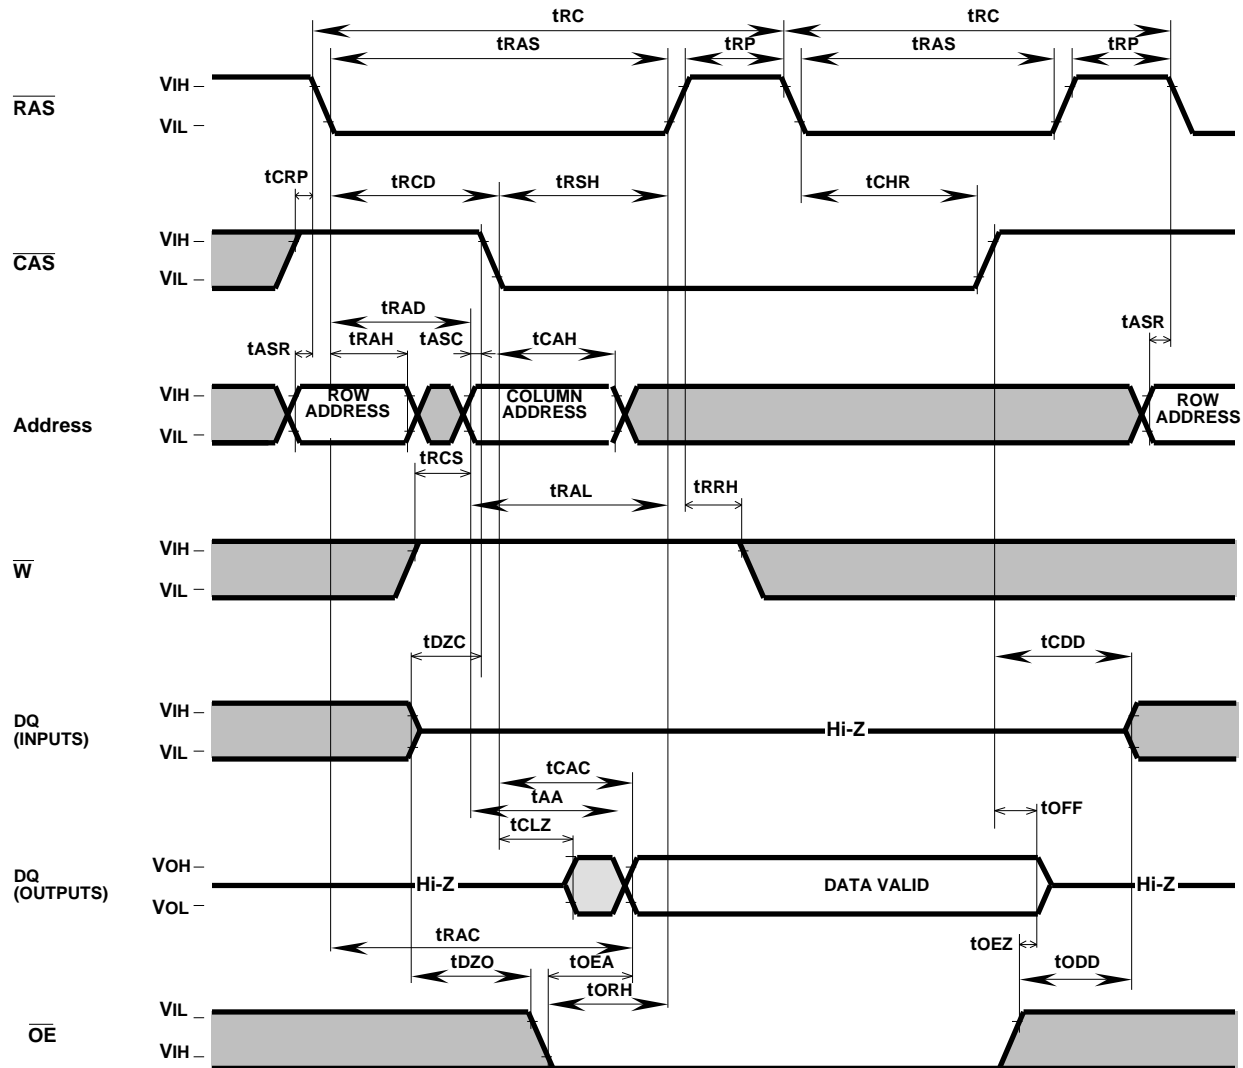 tRC tRC
tRAS tRP tRAS tRP
VIH
RAS
VIL
tCRP tRCD tRSH tCHR
VIH
CAS
VIL
tRAD
tASR tRAH tASC tCAH tASR
VIH ROW ADDRESS COLUMN ADDRESS ROW ADDRESS
Address
VIL
tRCS
tRAL tRRH
VIH
W
VIL
tDZC tCDD
VIH
DQ
(INPUTS) Hi-Z
VIL
tCAC
tAA tOFF
tCLZ
VOH
DQ
(OUTPUTS) Hi-Z DATA VALID Hi-Z
VOL
tRAC tOEZ
tDZO tOEA tODD
tORH
VIL
OE
VIH